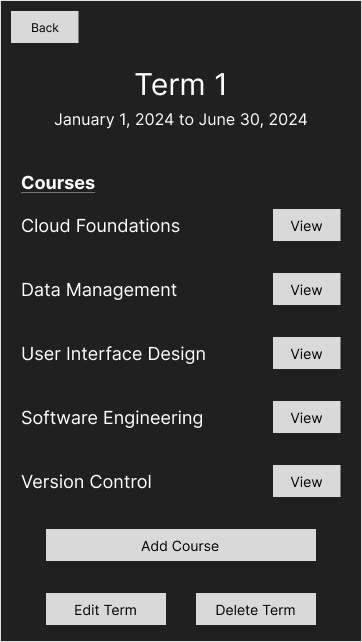 Back
Term 1
January 1, 2024 to June 30, 2024
Courses
Cloud Foundations View
Data Management View
User Interface Design View
Software Engineering View
Version Control View
Add Course
Edit Term Delete Term